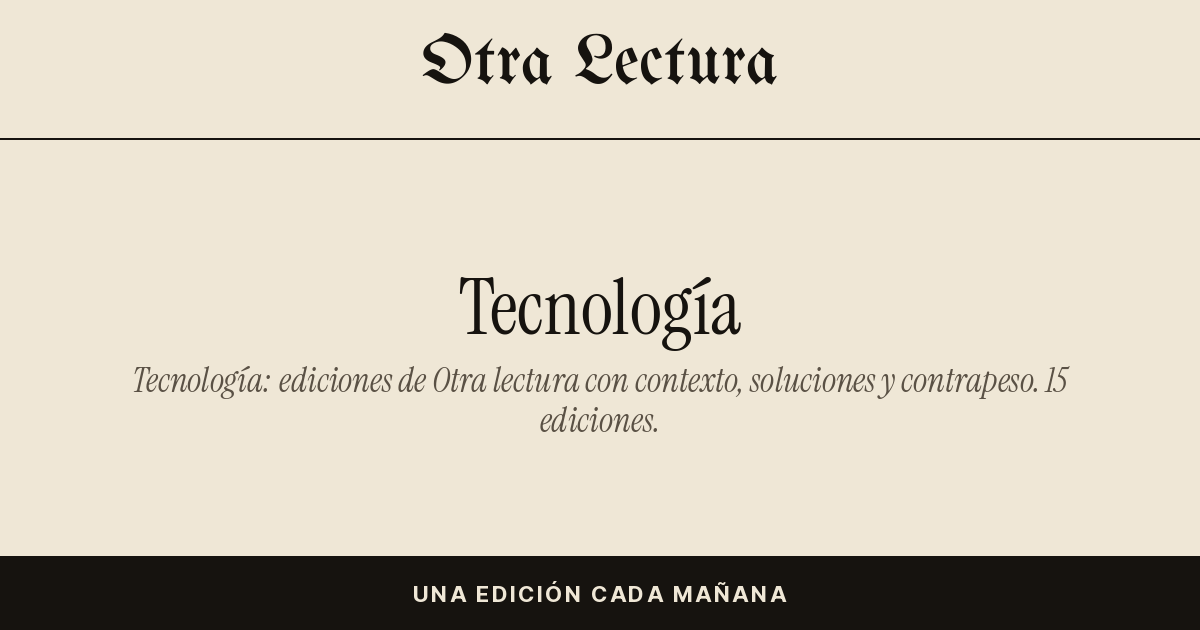 Otra Lectura
Tecnología
Tecnología: ediciones de Otra lectura con contexto, soluciones y contrapeso. 15
ediciones.
UNA EDICIÓN CADA MAÑANA